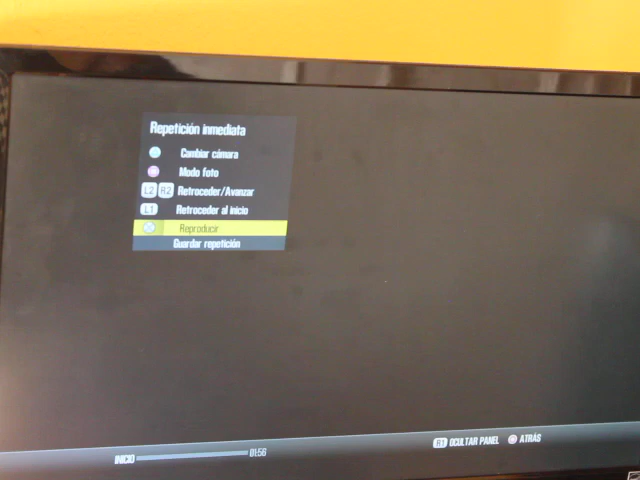 Repetición inmediata
Cambiar cámara
Modo foto
L2 R2 Retroceder/Avanzar
L1 Retroceder al inicio
Reproducir
Guardar repetición
INICIO 01:56
R1 OCULTAR PANEL ATRÁS